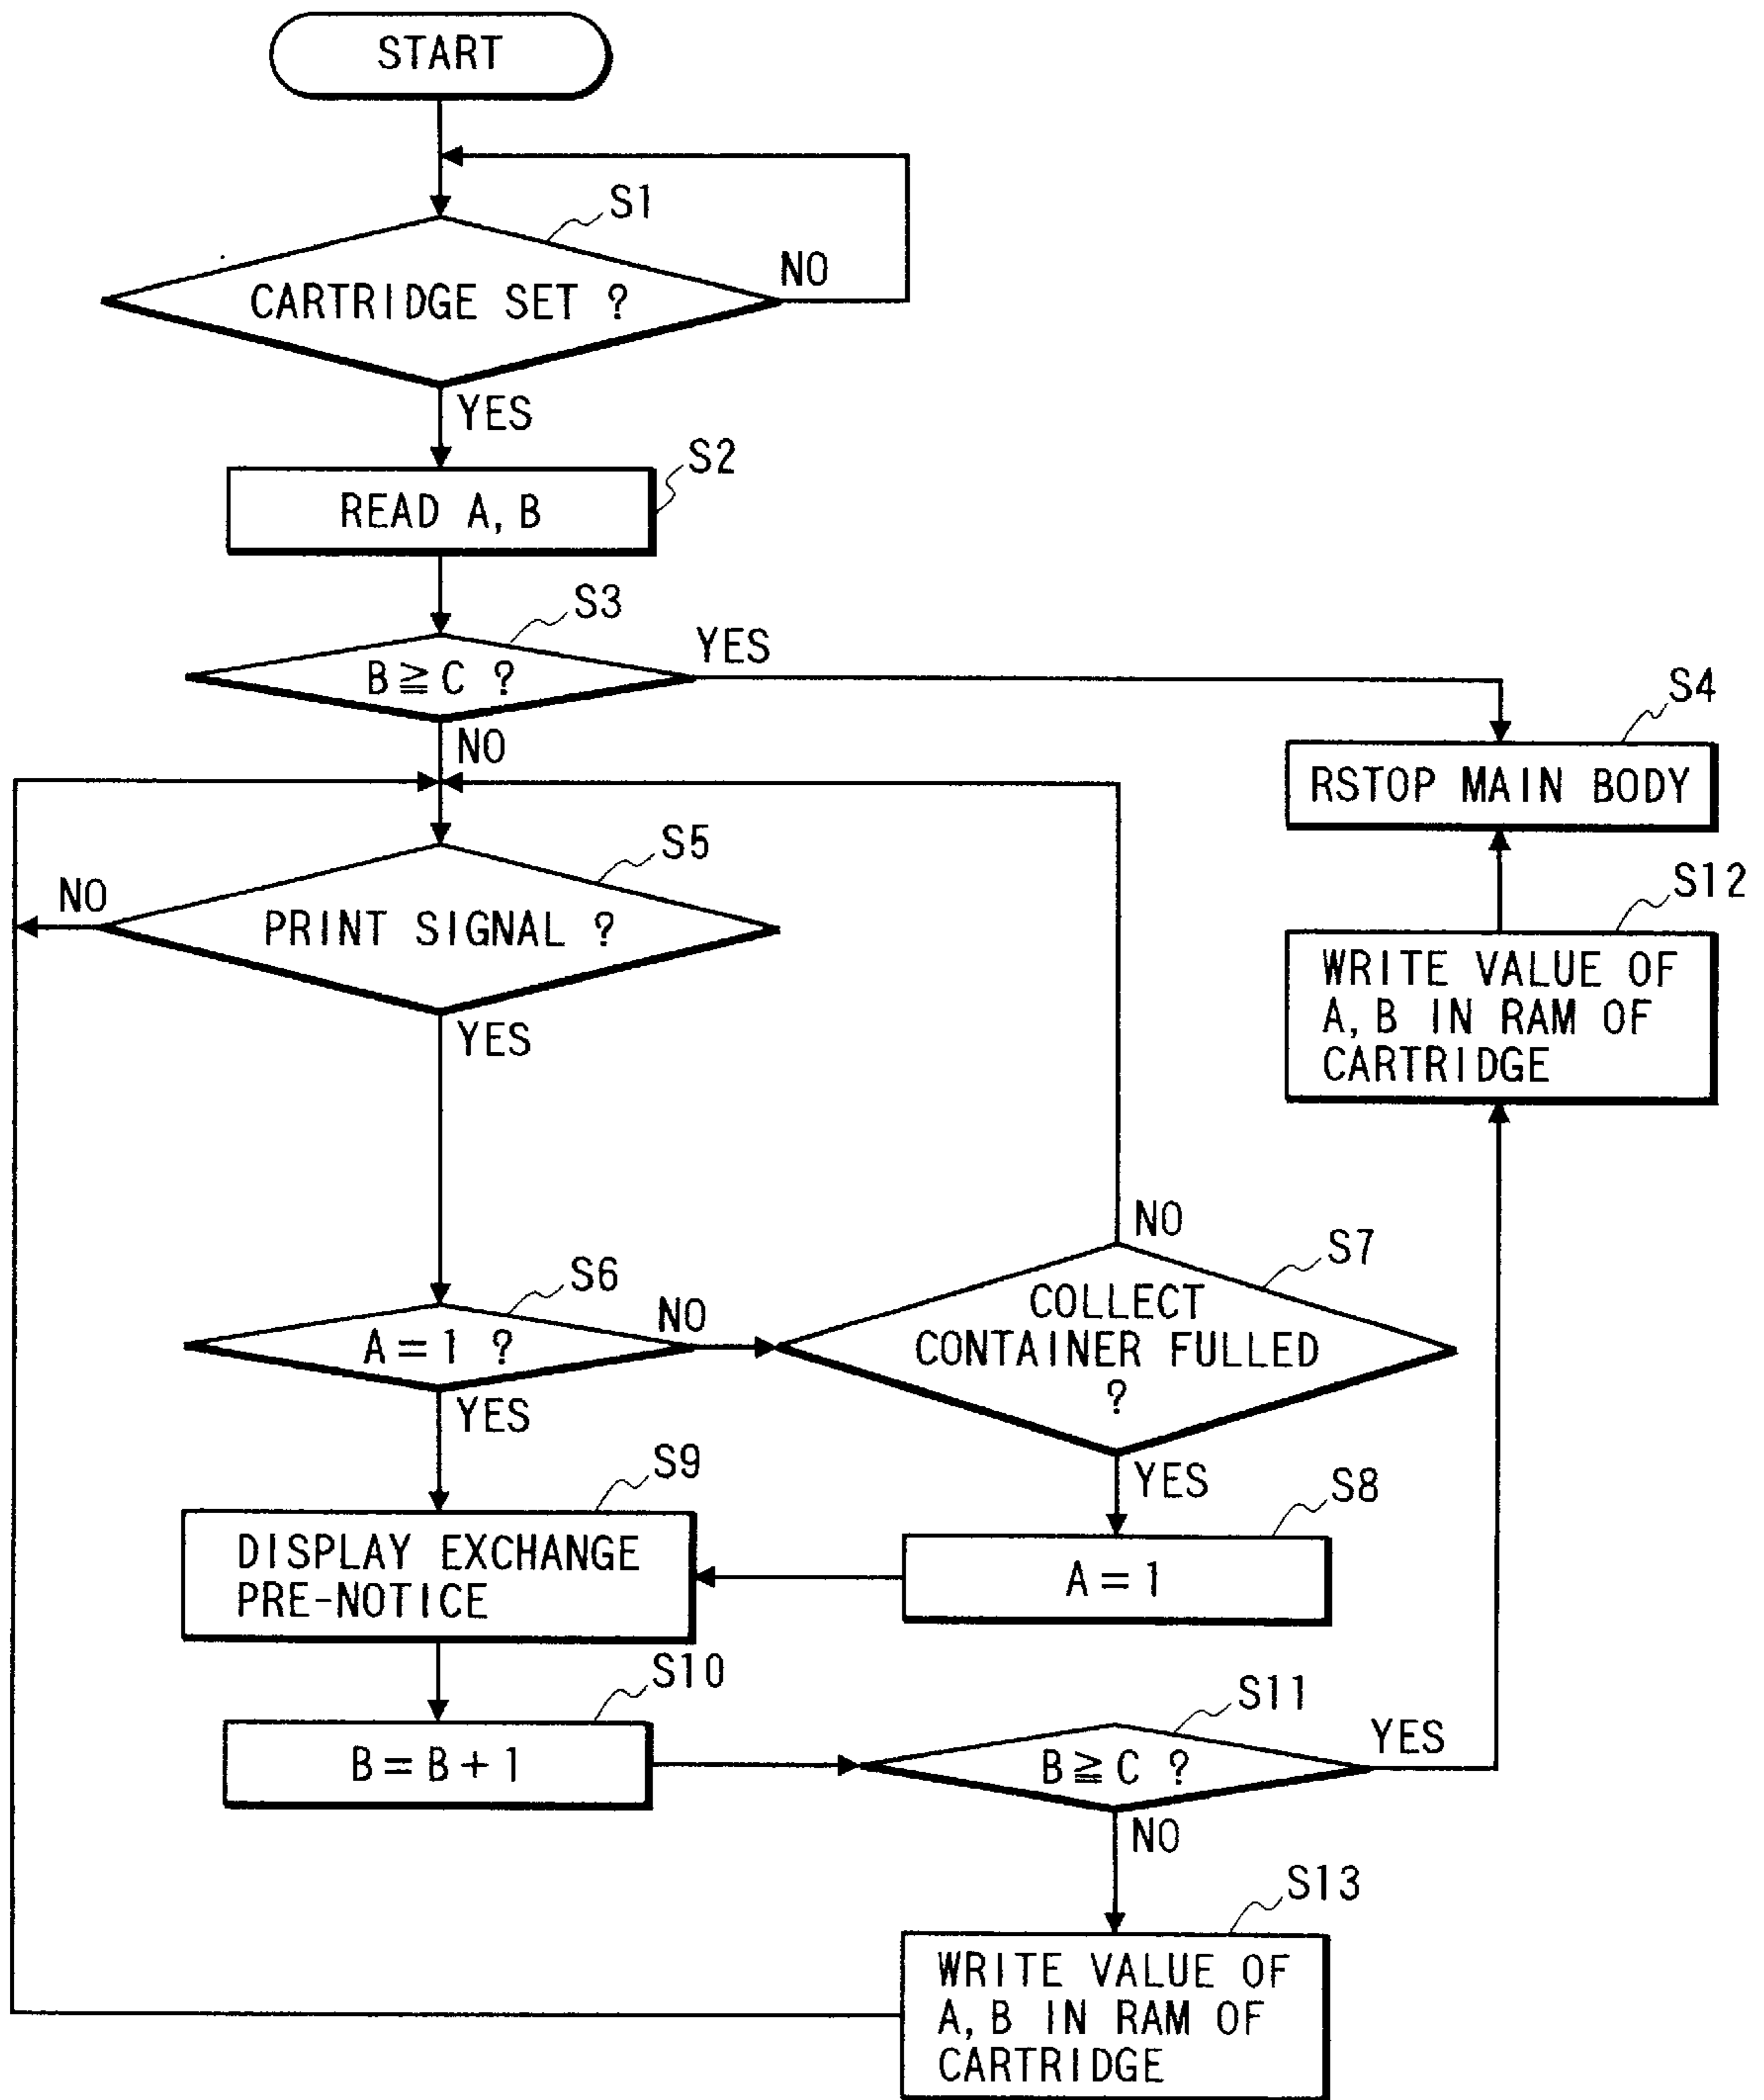 START
S1
CARTRIDGE SET ?
NO
YES
S2
READ A, B
S3
B ≧ C ?
YES
NO
S4
RSTOP MAIN BODY
S5
PRINT SIGNAL ?
NO
YES
S12
WRITE VALUE OF
A, B IN RAM OF
CARTRIDGE
S6
A = 1 ?
NO
YES
S7
COLLECT
CONTAINER FULLED
?
NO
YES
S8
A = 1
S9
DISPLAY EXCHANGE
PRE-NOTICE
S10
B = B + 1
S11
B ≧ C ?
YES
NO
S13
WRITE VALUE OF
A, B IN RAM OF
CARTRIDGE